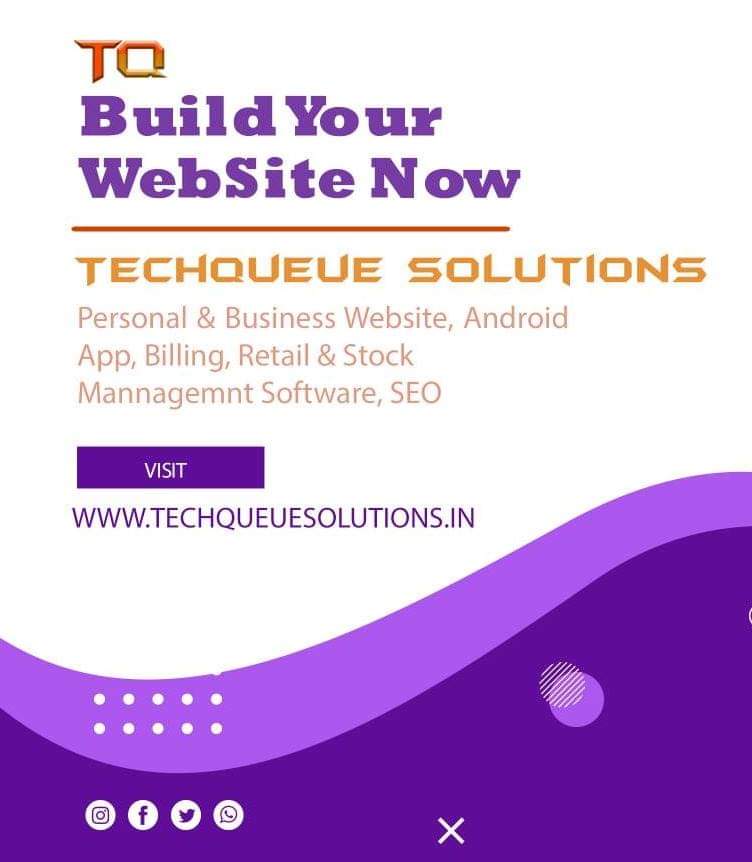 TQ
Build Your
WebSite Now
TECHQUEUE SOLUTIONS
Personal & Business Website, Android
App, Billing, Retail & Stock
Mannagemnt Software, SEO
VISIT
WWW.TECHQUEUESOLUTIONS.IN